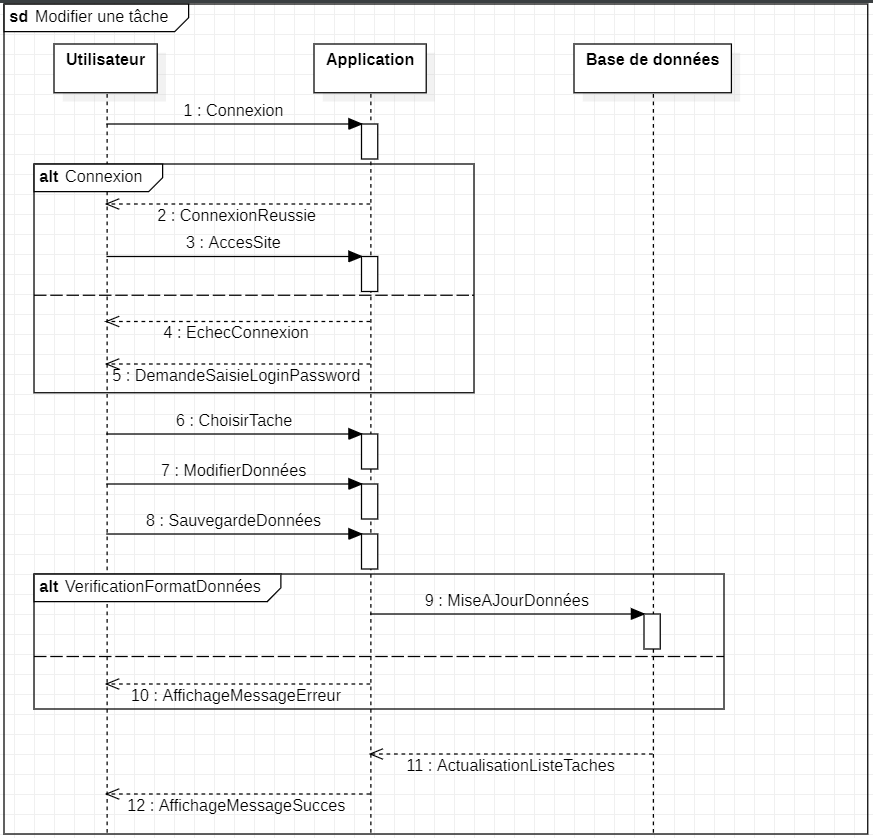 sd Modifier une tâche
Utilisateur
Application
Base de données
1 : Connexion
alt Connexion
2 : ConnexionReussie
3 : AccesSite
4 : EchecConnexion
5 : DemandeSaisieLoginPassword
6 : ChoisirTache
7 : ModifierDonnées
8 : SauvegardeDonnées
alt VerificationFormatDonnées
9 : MiseAJourDonnées
10 : AffichageMessageErreur
11 : ActualisationListeTaches
12 : AffichageMessageSucces